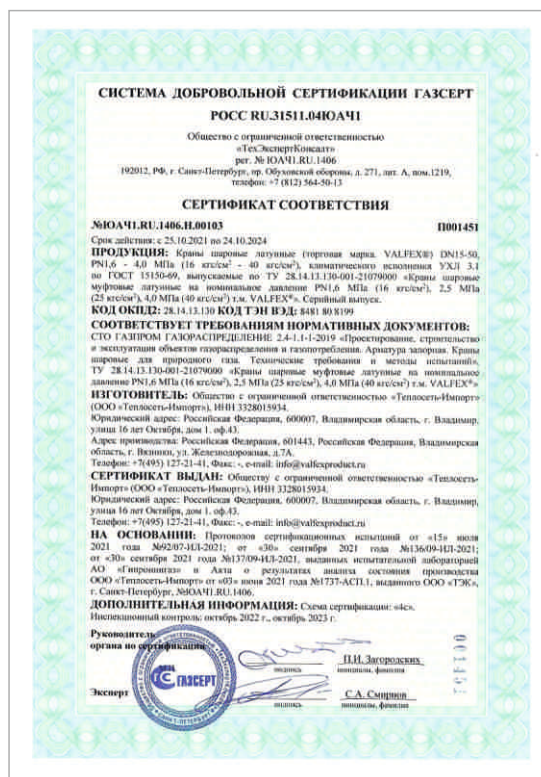 СИСТЕМА ДОБРОВОЛЬНОЙ СЕРТИФИКАЦИИ ГАЗСЕРТ
РОСС RU.31511.04ЮАЧ1
Общество с ограниченной ответственностью
«ТехЭкспертКонсалт»
рег. № ЮАЧ1.RU.1406
192012, РФ, г. Санкт-Петербург, пр. Обуховской обороны, д. 271, лит. А, пом.1219,
телефон: +7 (812) 564-50-13
СЕРТИФИКАТ СООТВЕТСТВИЯ
№ЮАЧ1.RU.1406.Н.00103 П001451
Срок действия: с 25.10.2021 по 24.10.2024
ПРОДУКЦИЯ: Краны шаровые латунные (торговая марка. VALFEX®) DN15-50,
PN1,6 - 4,0 МПа (16 кгс/см² - 40 кгс/см²), климатического исполнения УХЛ 3.1
по ГОСТ 15150-69, выпускаемые по ТУ 28.14.13.130-001-21079000 «Краны шаровые
муфтовые латунные на номинальное давление PN1,6 МПа (16 кгс/см²), 2,5 МПа
(25 кгс/см²), 4,0 МПа (40 кгс/см²) т.м. VALFEX®». Серийный выпуск.
КОД ОКПД2: 28.14.13.130 КОД ТЭН ВЭД: 8481 80 8199
СООТВЕТСТВУЕТ ТРЕБОВАНИЯМ НОРМАТИВНЫХ ДОКУМЕНТОВ:
СТО ГАЗПРОМ ГАЗОРАСПРЕДЕЛЕНИЕ 2.4-1.1-1-2019 «Проектирование, строительство
и эксплуатация объектов газораспределения и газопотребления. Арматура запорная. Краны
шаровые для природного газа. Технические требования и методы испытаний»,
ТУ 28.14.13.130-001-21079000 «Краны шаровые муфтовые латунные на номинальное
давление PN1,6 МПа (16 кгс/см²), 2,5 МПа (25 кгс/см²), 4,0 МПа (40 кгс/см²) т.м. VALFEX®»
ИЗГОТОВИТЕЛЬ: Общество с ограниченной ответственностью «Теплосеть-Импорт»
(ООО «Теплосеть-Импорт»), ИНН 3328015934.
Юридический адрес: Российская Федерация, 600007, Владимирская область, г. Владимир,
улица 16 лет Октября, дом 1. оф.43.
Адрес производства: Российская Федерация, 601443, Российская Федерация, Владимирская
область, г. Вязники, ул. Железнодорожная, д.7А.
Телефон: +7(495) 127-21-41, Факс: -, e-mail: info@valfexproduct.ru
СЕРТИФИКАТ ВЫДАН: Обществу с ограниченной ответственностью «Теплосеть-
Импорт» (ООО «Теплосеть-Импорт»), ИНН 3328015934.
Юридический адрес: Российская Федерация, 600007, Владимирская область, г. Владимир,
улица 16 лет Октября, дом 1. оф.43.
Телефон: +7(495) 127-21-41, Факс: -, e-mail: info@valfexproduct.ru
НА ОСНОВАНИИ: Протоколов сертификационных испытаний от «15» июля
2021 года №92/07-ИЛ-2021; от «30» сентября 2021 года №136/09-ИЛ-2021;
от «30» сентября 2021 года №137/09-ИЛ-2021, выданных испытательной лабораторией
АО «Гипрониигаз» и Акта о результатах анализа состояния производства
ООО «Теплосеть-Импорт» от «03» июня 2021 года №1737-АСП.1, выданного ООО «ТЭК»,
г. Санкт-Петербург, №ЮАЧ1.RU.1406.
ДОПОЛНИТЕЛЬНАЯ ИНФОРМАЦИЯ: Схема сертификации: «4с».
Инспекционный контроль: октябрь 2022 г., октябрь 2023 г.
Руководитель
органа по сертификации
П.И. Загородских
подпись инициалы, фамилия
ГАЗСЕРТ
Эксперт
С.А. Смирнов
подпись инициалы, фамилия